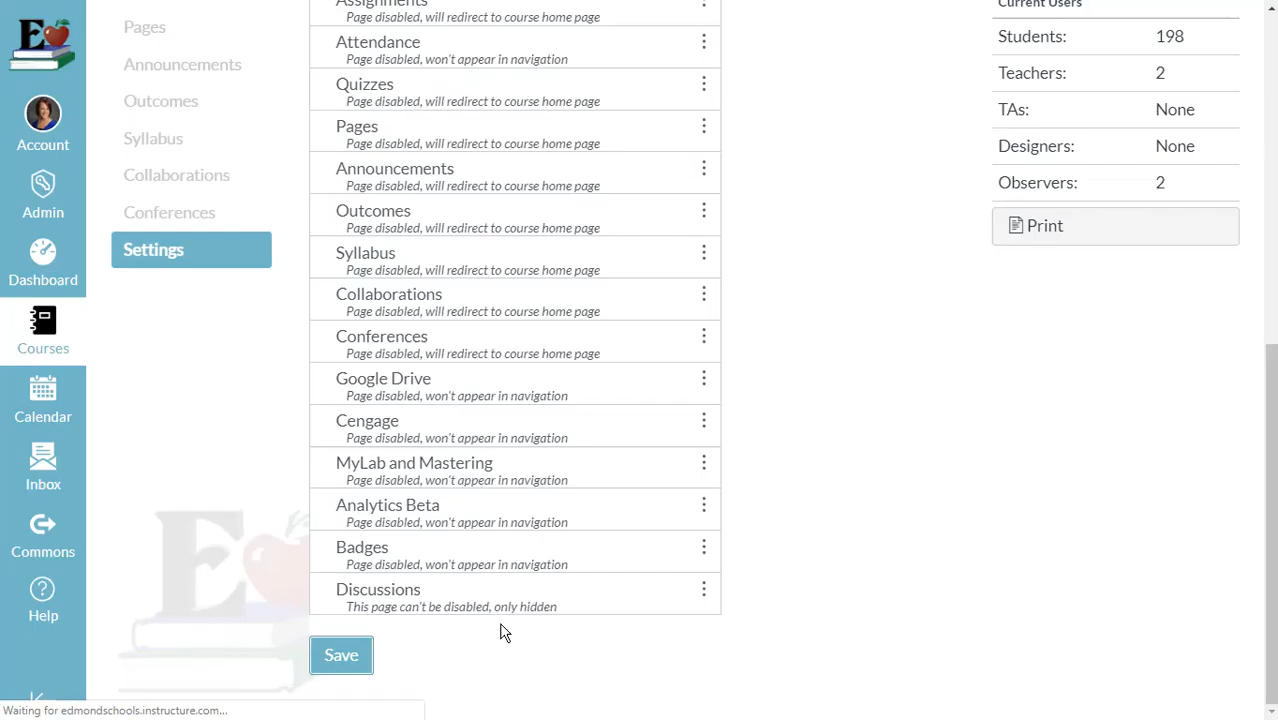 Account
Admin
Dashboard
Courses
Calendar
Inbox
Commons
Help
Pages
Announcements
Outcomes
Syllabus
Collaborations
Conferences
Settings
Assignments
Page disabled, will redirect to course home page
Attendance
Page disabled, won't appear in navigation
Quizzes
Page disabled, will redirect to course home page
Pages
Page disabled, will redirect to course home page
Announcements
Page disabled, will redirect to course home page
Outcomes
Page disabled, will redirect to course home page
Syllabus
Page disabled, will redirect to course home page
Collaborations
Page disabled, will redirect to course home page
Conferences
Page disabled, will redirect to course home page
Google Drive
Page disabled, won't appear in navigation
Cengage
Page disabled, won't appear in navigation
MyLab and Mastering
Page disabled, won't appear in navigation
Analytics Beta
Page disabled, won't appear in navigation
Badges
Page disabled, won't appear in navigation
Discussions
This page can't be disabled, only hidden
Save
Current Users
Students: 198
Teachers: 2
TAs: None
Designers: None
Observers: 2
Print
Waiting for edmondschools.instructure.com...